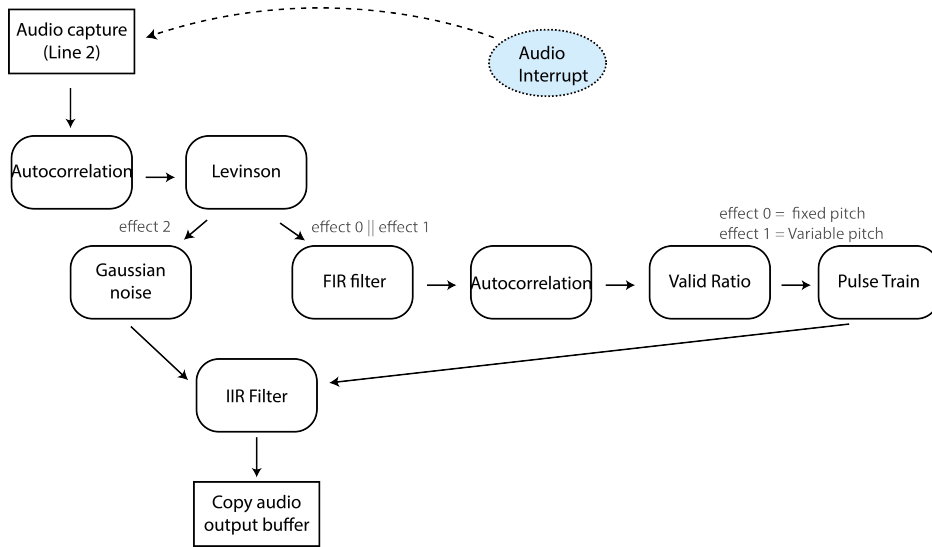 Audio capture
(Line 2)
Audio
Interrupt
Autocorrelation
Levinson
effect 2
effect 0 || effect 1
effect 0 = fixed pitch
effect 1 = Variable pitch
Gaussian
noise
FIR filter
Autocorrelation
Valid Ratio
Pulse Train
IIR Filter
Copy audio
output buffer